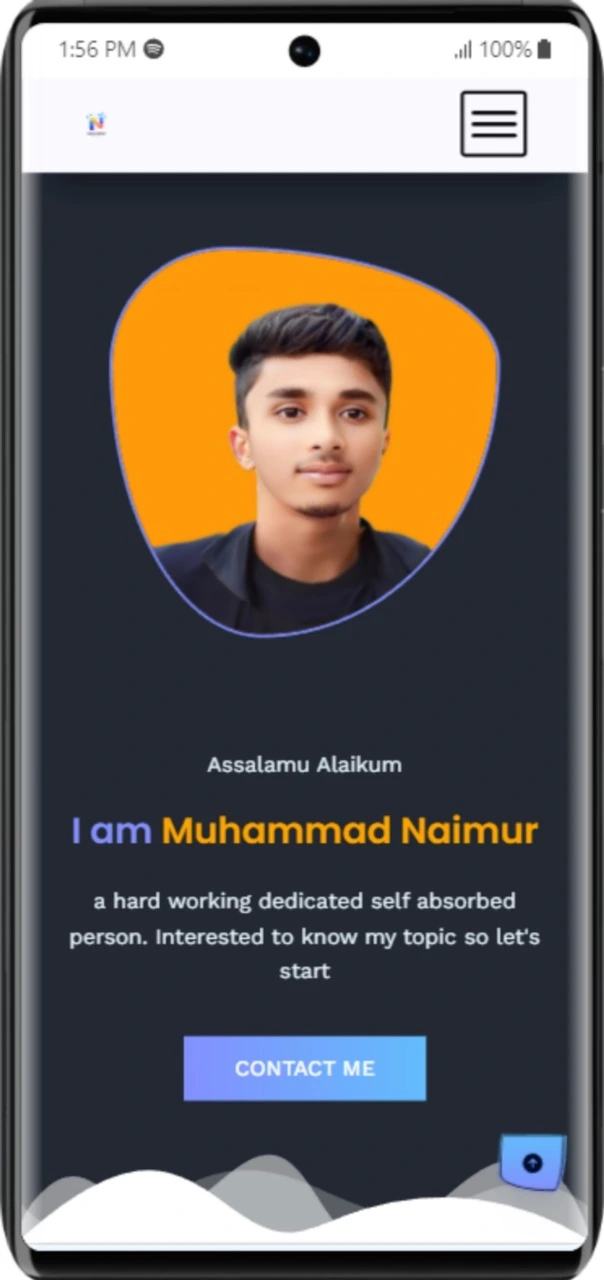 1:56 PM 100%
N
Assalamu Alaikum
I am Muhammad Naimur
a hard working dedicated self absorbed
person. Interested to know my topic so let's
start
CONTACT ME